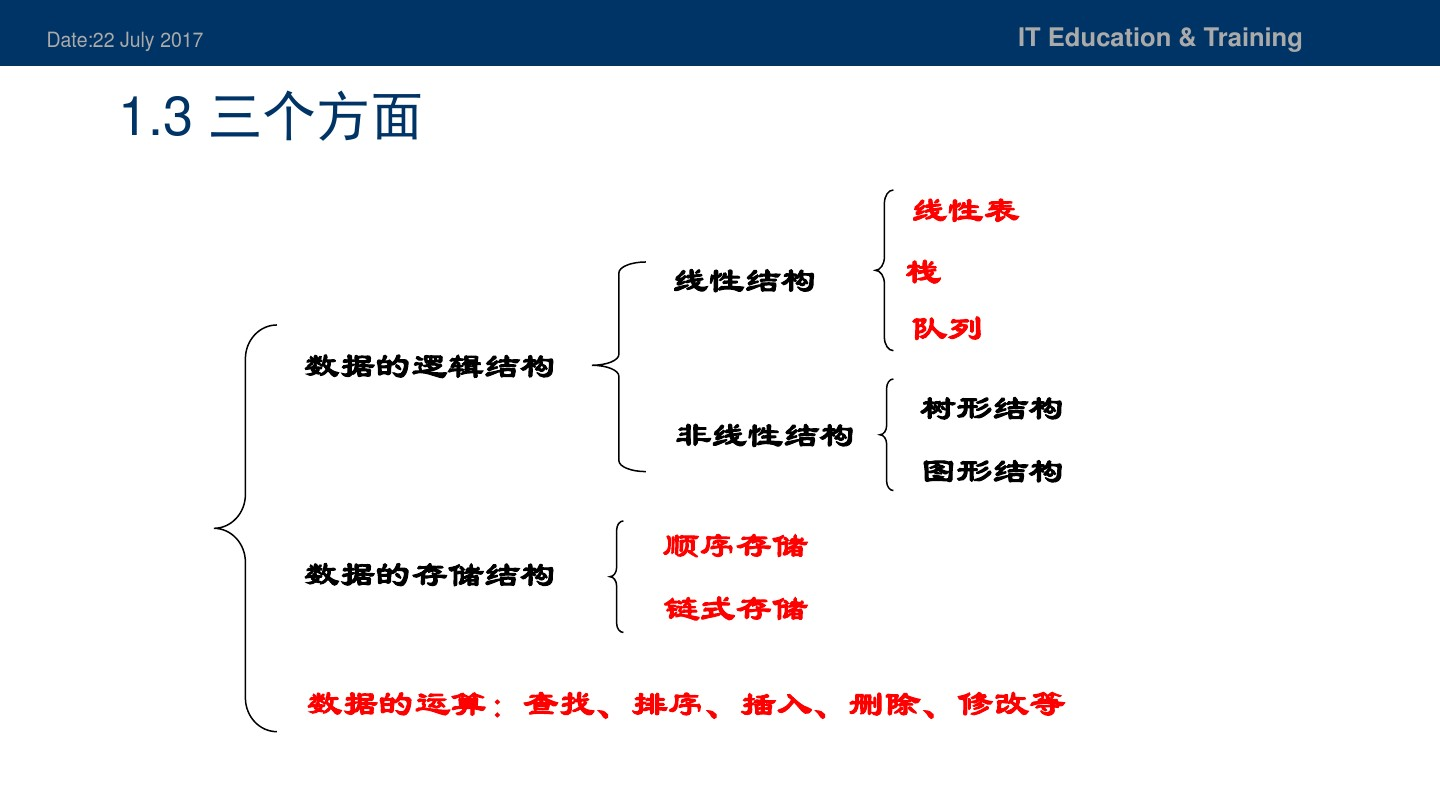 Date:22 July 2017
IT Education & Training
1.3 三个方面
线性表
栈
队列
线性结构
数据的逻辑结构
非线性结构
树形结构
图形结构
顺序存储
数据的存储结构
链式存储
数据的运算：查找、排序、插入、删除、修改等